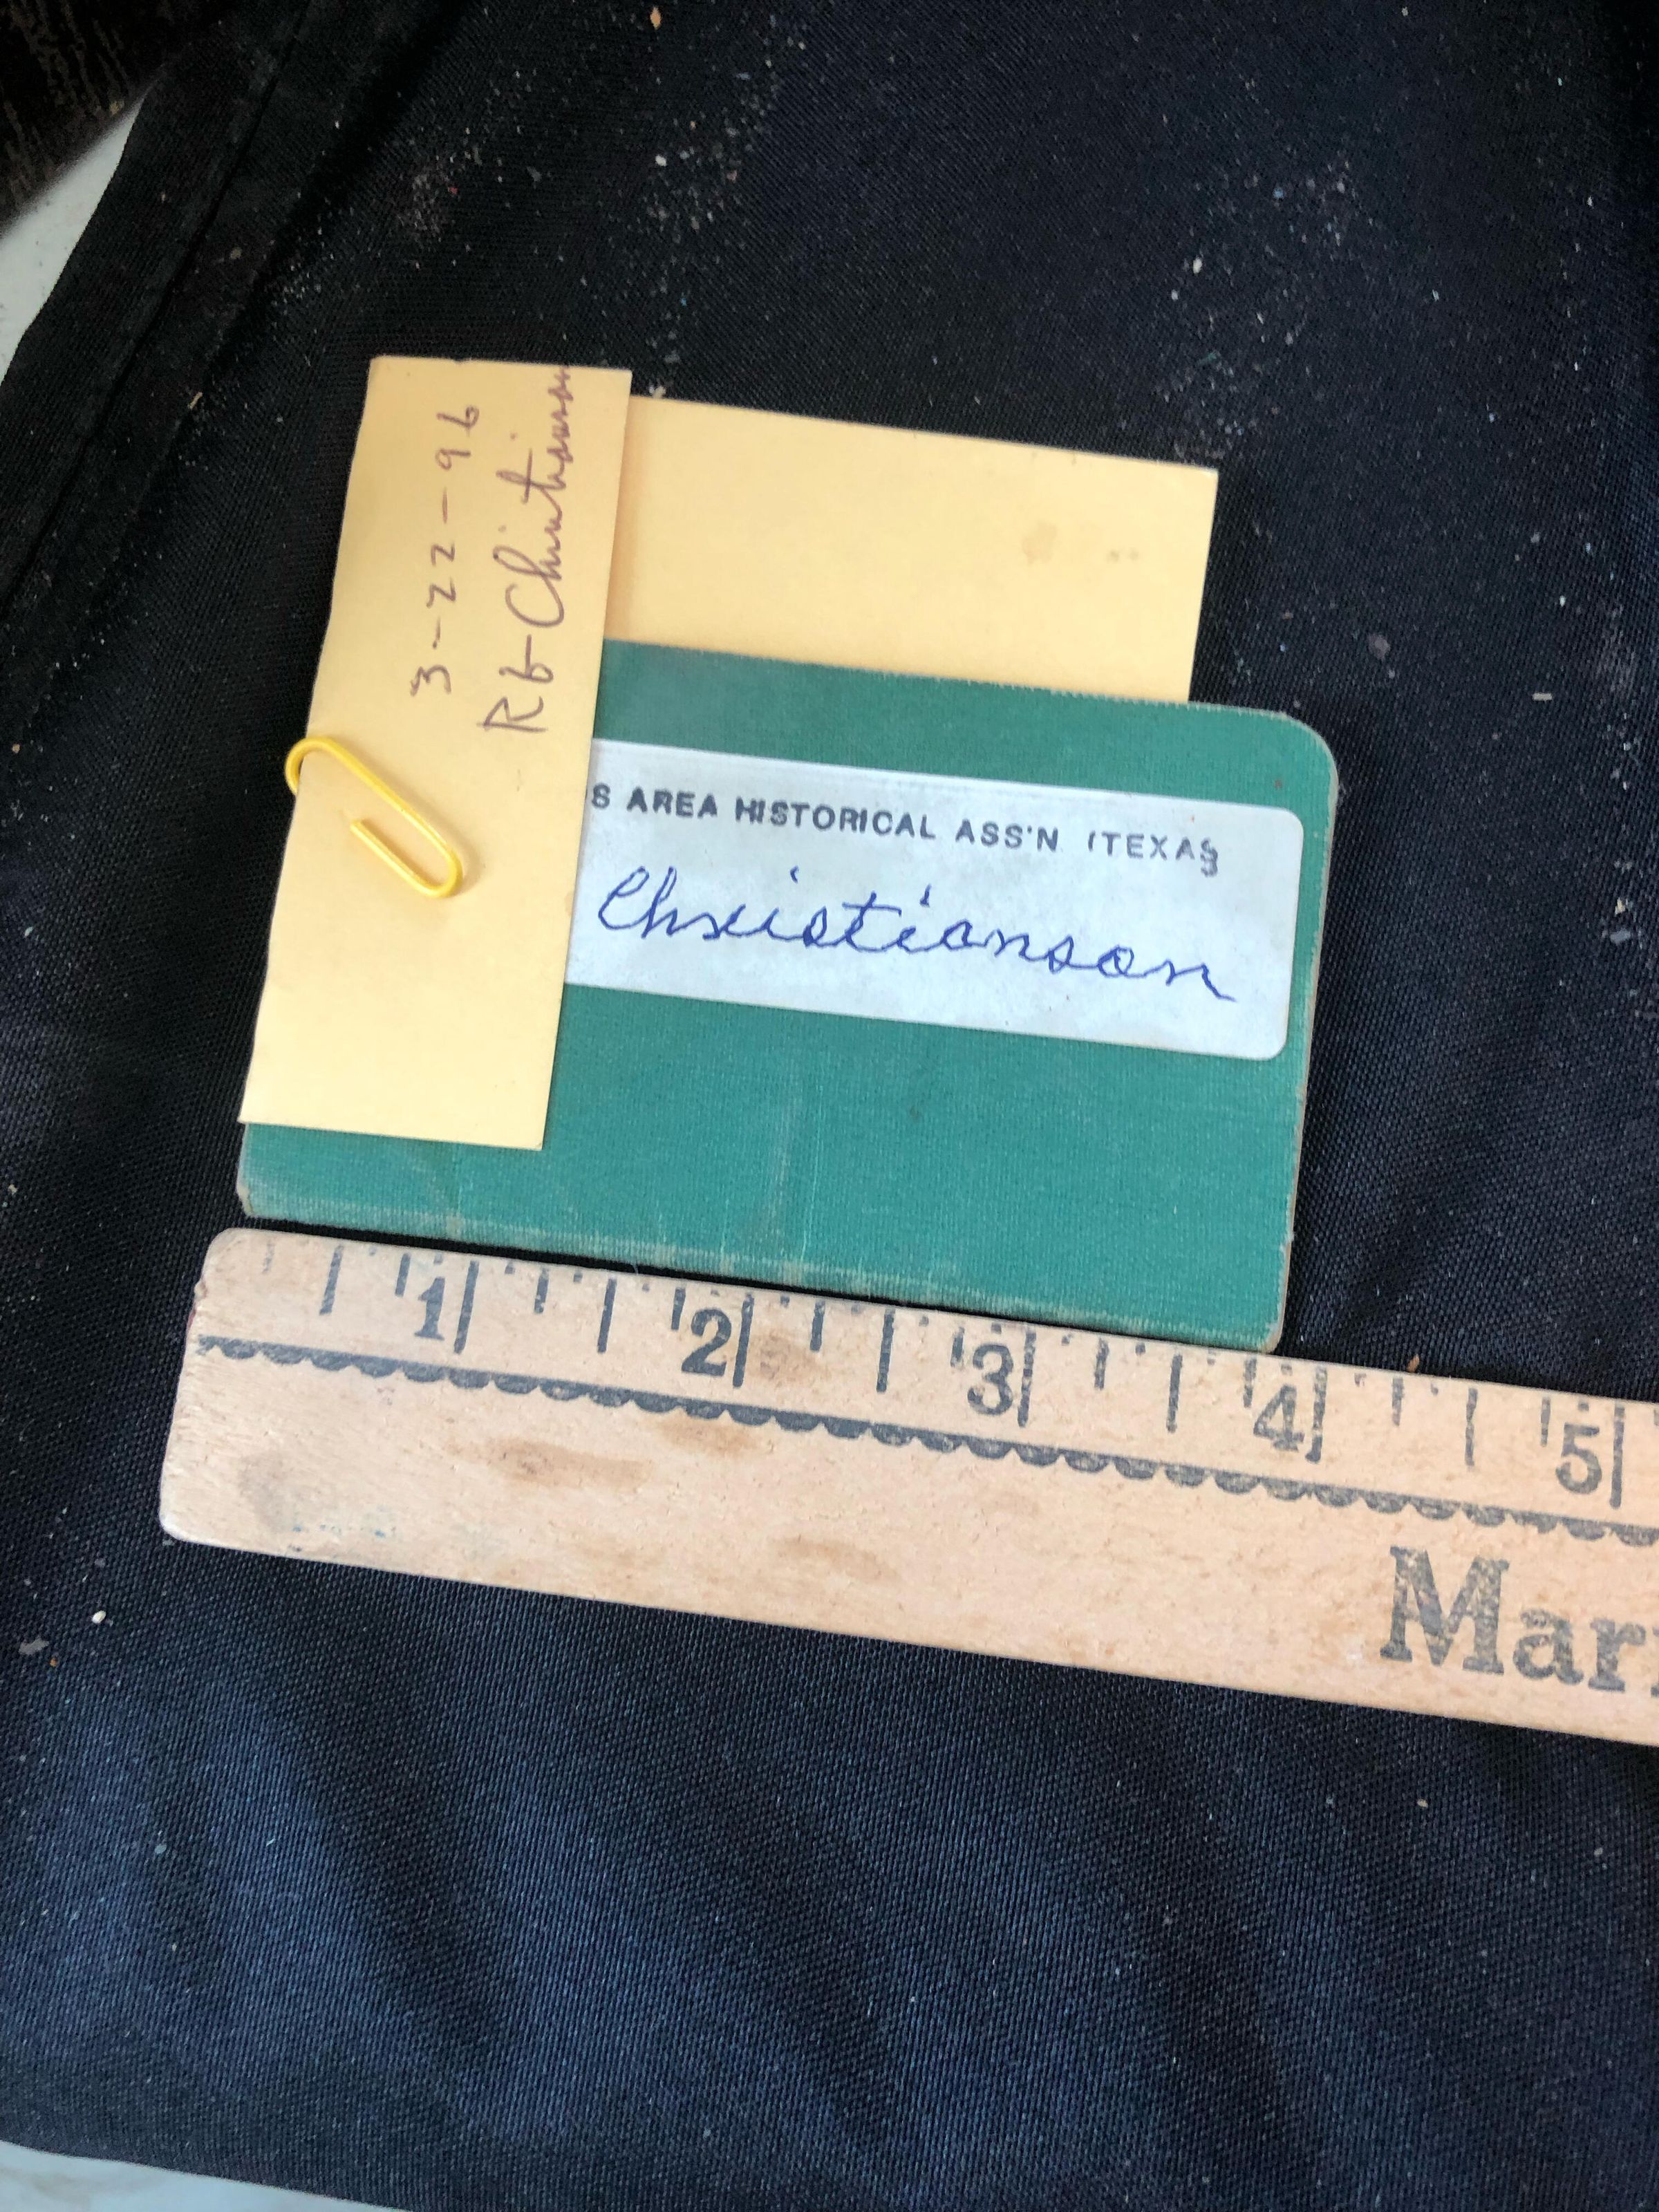 3-22-96
Rb-Christianson
S AREA HISTORICAL ASS'N (TEXAS
Christianson
1 2 3 4 5
Mar